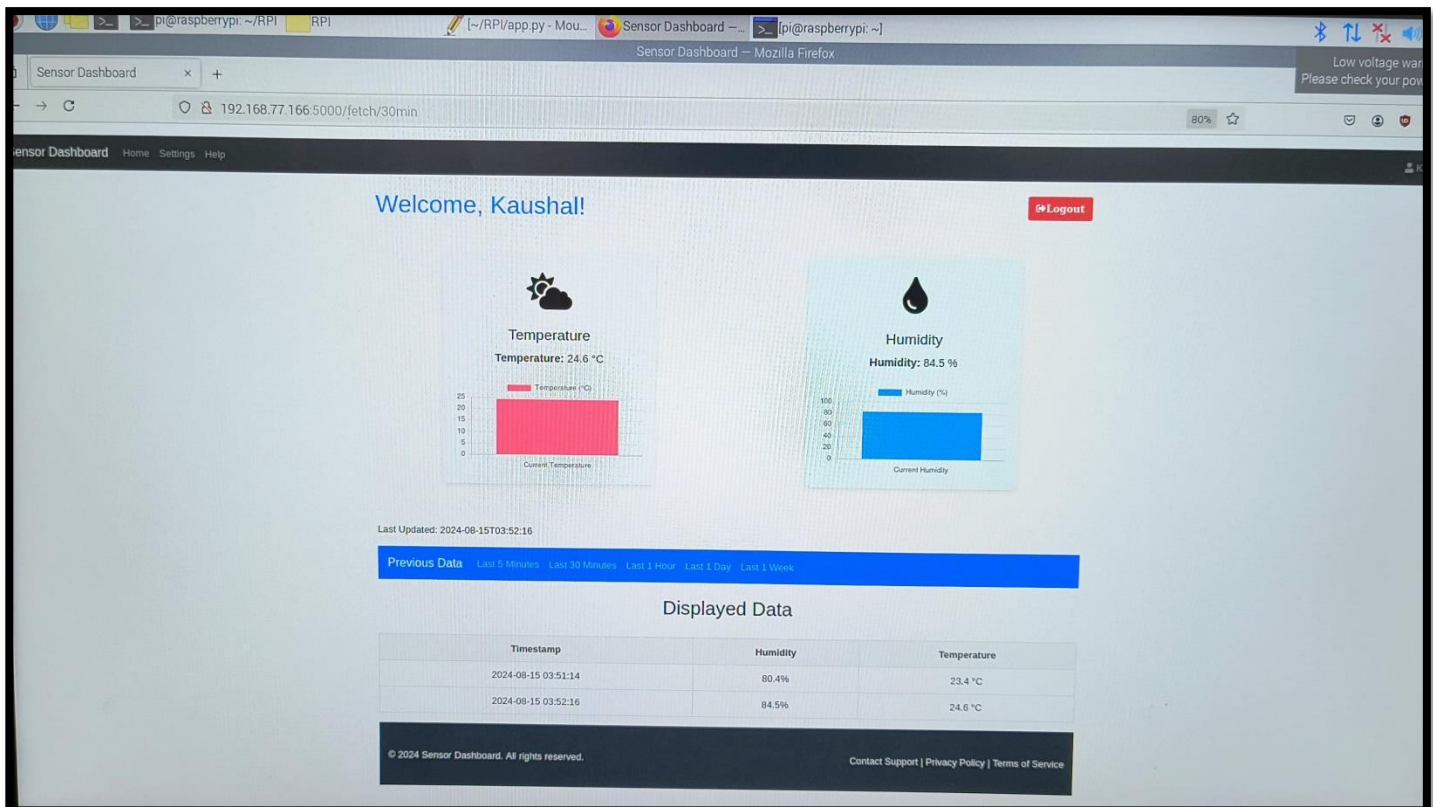 pi@raspberrypi: ~/RPI RPI [~/RPI/app.py - Mou... Sensor Dashboard —... [pi@raspberrypi: ~]
Sensor Dashboard — Mozilla Firefox
Low voltage war
Please check your pow
Sensor Dashboard × +
192.168.77.166:5000/fetch/30min 80%
ensor Dashboard Home Settings Help K
Welcome, Kaushal!
Logout
Temperature
Temperature: 24.6 °C
Temperature (°C)
25
20
15
10
5
0
Current Temperature
Humidity
Humidity: 84.5 %
Humidity (%)
100
80
60
40
20
0
Current Humidity
Last Updated: 2024-08-15T03:52:16
Previous Data Last 5 Minutes Last 30 Minutes Last 1 Hour Last 1 Day Last 1 Week
Displayed Data
Timestamp Humidity Temperature
2024-08-15 03:51:14 80.4% 23.4 °C
2024-08-15 03:52:16 84.5% 24.6 °C
© 2024 Sensor Dashboard. All rights reserved.
Contact Support | Privacy Policy | Terms of Service